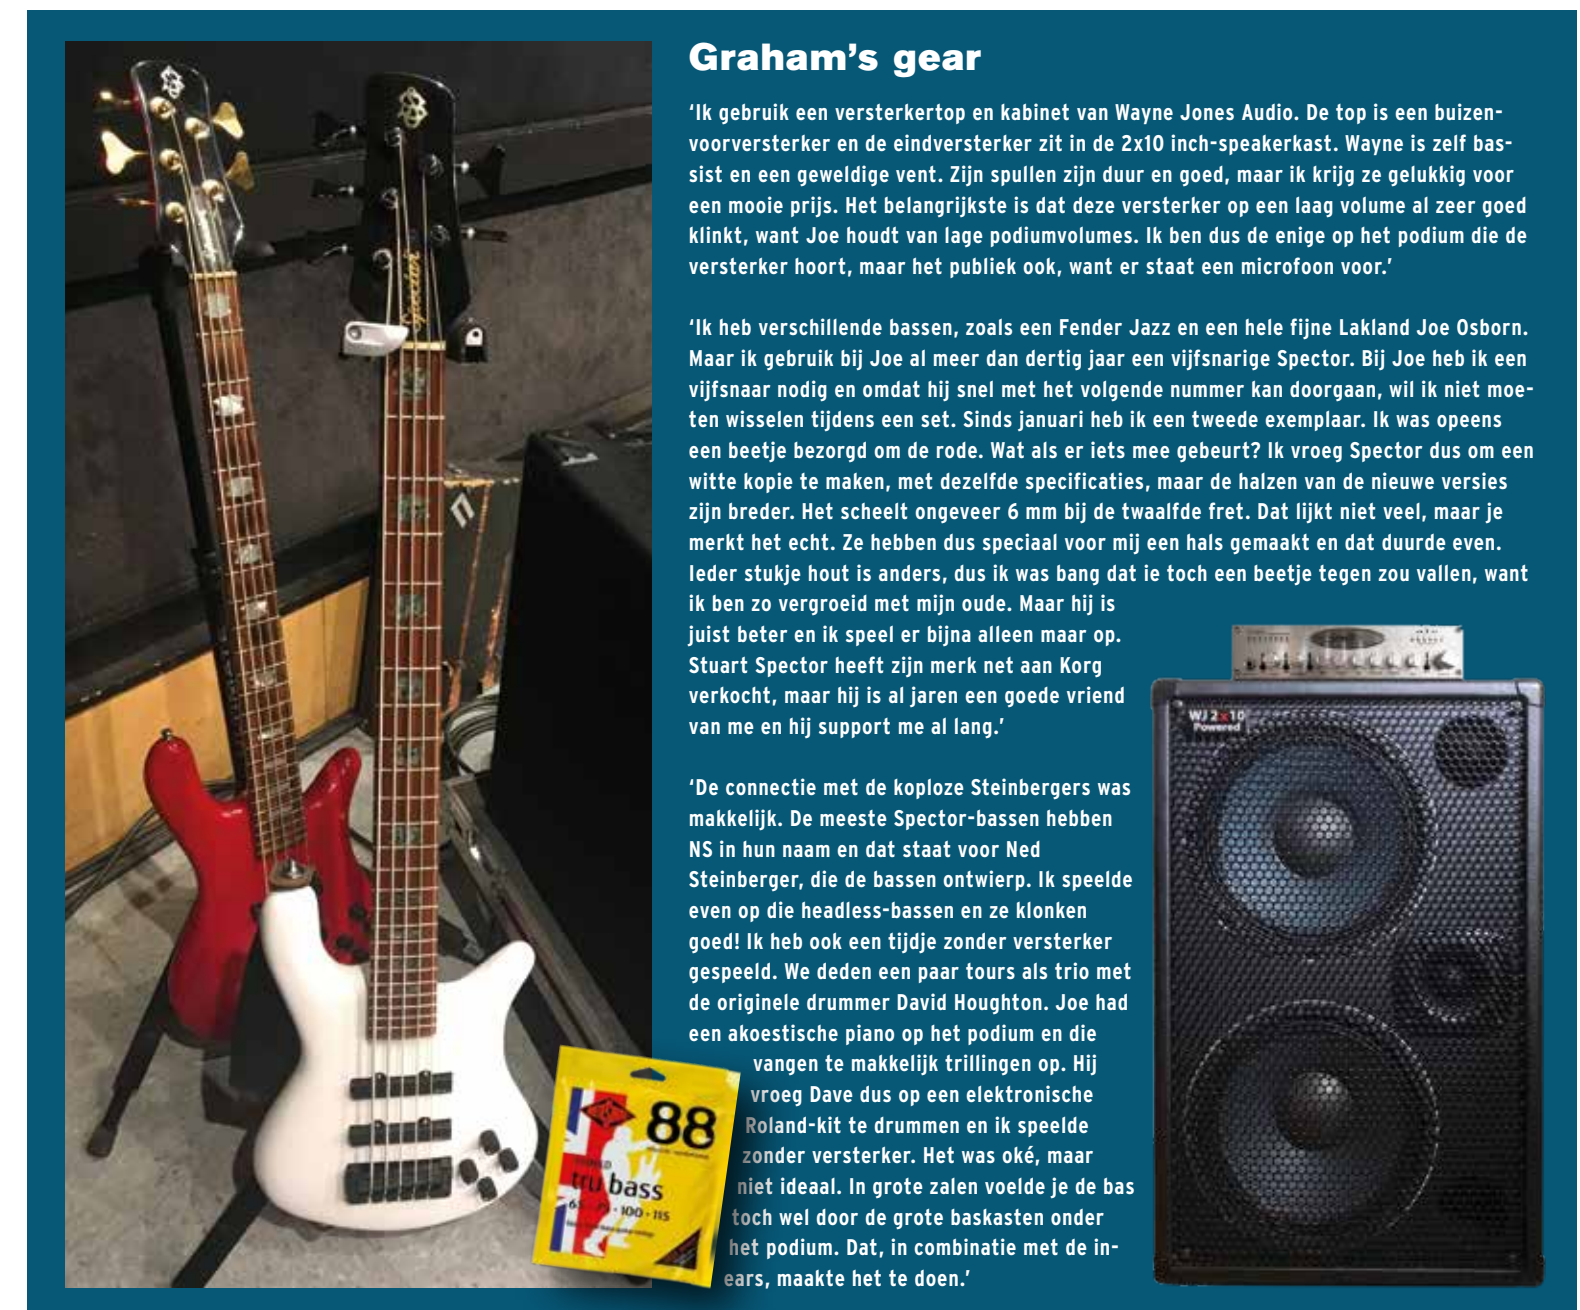 Graham’s gear
‘Ik gebruik een versterkertop en kabinet van Wayne Jones Audio. De top is een buizen-
voorversterker en de eindversterker zit in de 2x10 inch-speakerkast. Wayne is zelf bas-
sist en een geweldige vent. Zijn spullen zijn duur en goed, maar ik krijg ze gelukkig voor
een mooie prijs. Het belangrijkste is dat deze versterker op een laag volume al zeer goed
klinkt, want Joe houdt van lage podiumvolumes. Ik ben dus de enige op het podium die de
versterker hoort, maar het publiek ook, want er staat een microfoon voor.’
‘Ik heb verschillende bassen, zoals een Fender Jazz en een hele fijne Lakland Joe Osborn.
Maar ik gebruik bij Joe al meer dan dertig jaar een vijfsnarige Spector. Bij Joe heb ik een
vijfsnaar nodig en omdat hij snel met het volgende nummer kan doorgaan, wil ik niet moe-
ten wisselen tijdens een set. Sinds januari heb ik een tweede exemplaar. Ik was opeens
een beetje bezorgd om de rode. Wat als er iets mee gebeurt? Ik vroeg Spector dus om een
witte kopie te maken, met dezelfde specificaties, maar de halzen van de nieuwe versies
zijn breder. Het scheelt ongeveer 6 mm bij de twaalfde fret. Dat lijkt niet veel, maar je
merkt het echt. Ze hebben dus speciaal voor mij een hals gemaakt en dat duurde even.
Ieder stukje hout is anders, dus ik was bang dat ie toch een beetje tegen zou vallen, want
ik ben zo vergroeid met mijn oude. Maar hij is
juist beter en ik speel er bijna alleen maar op.
Stuart Spector heeft zijn merk net aan Korg
verkocht, maar hij is al jaren een goede vriend
van me en hij support me al lang.’
‘De connectie met de koploze Steinbergers was
makkelijk. De meeste Spector-bassen hebben
NS in hun naam en dat staat voor Ned
Steinberger, die de bassen ontwierp. Ik speelde
even op die headless-bassen en ze klonken
goed! Ik heb ook een tijdje zonder versterker
gespeeld. We deden een paar tours als trio met
de originele drummer David Houghton. Joe had
een akoestische piano op het podium en die
vangen te makkelijk trillingen op. Hij
vroeg Dave dus op een elektronische
Roland-kit te drummen en ik speelde
zonder versterker. Het was oké, maar
niet ideaal. In grote zalen voelde je de bas
toch wel door de grote baskasten onder
het podium. Dat, in combinatie met de in-
ears, maakte het te doen.’
Spector
WJ 2x10
Powered
88
tru bass
65 · 75 · 100 · 115